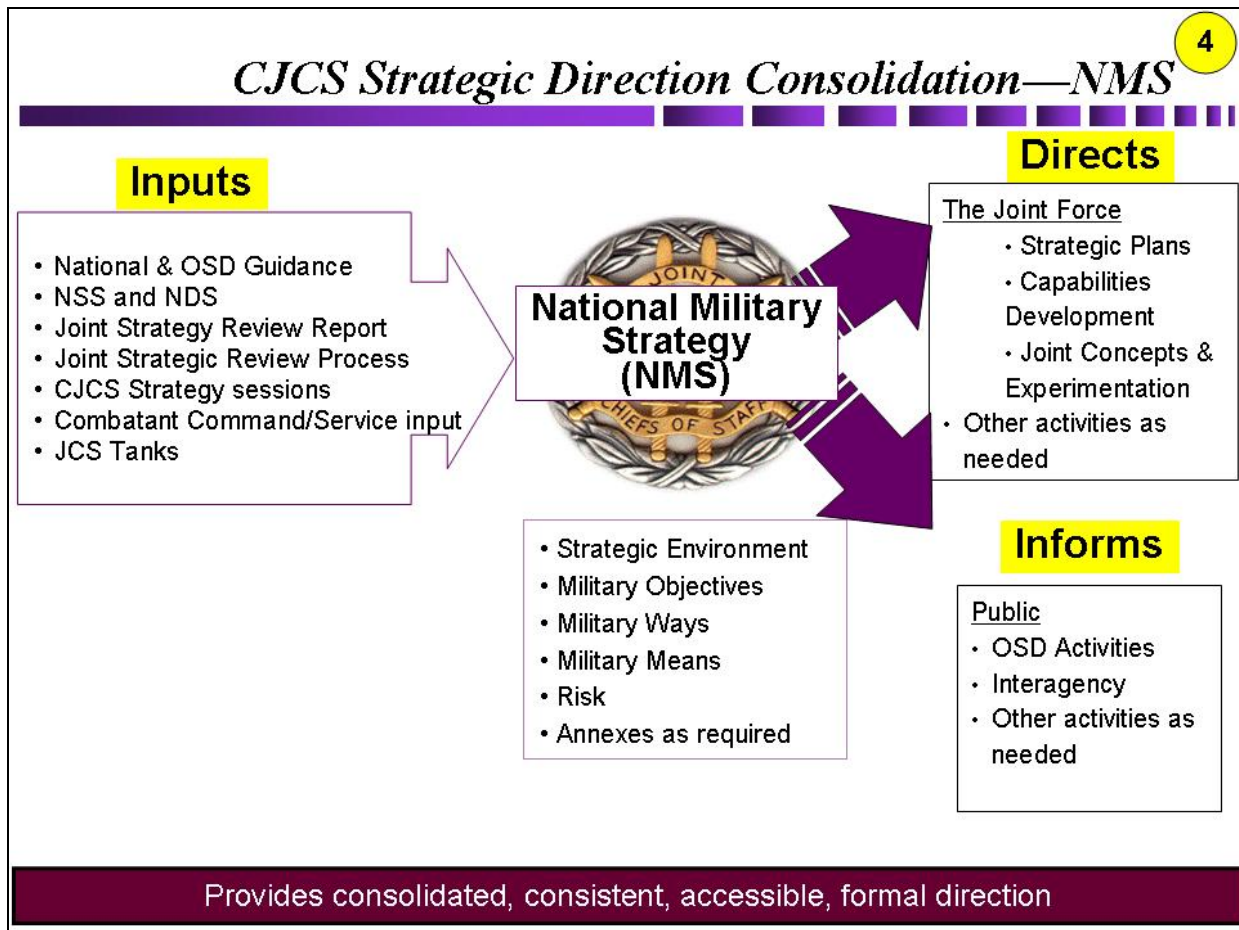 4
CJCS Strategic Direction Consolidation—NMS
Inputs
• National & OSD Guidance
• NSS and NDS
• Joint Strategy Review Report
• Joint Strategic Review Process
• CJCS Strategy sessions
• Combatant Command/Service input
• JCS Tanks
JOINT
National Military
Strategy
(NMS)
CHIEFS OF STAFF
• Strategic Environment
• Military Objectives
• Military Ways
• Military Means
• Risk
• Annexes as required
Directs
The Joint Force
• Strategic Plans
• Capabilities
Development
• Joint Concepts &
Experimentation
• Other activities as
needed
Informs
Public
• OSD Activities
• Interagency
• Other activities as
needed
Provides consolidated, consistent, accessible, formal direction